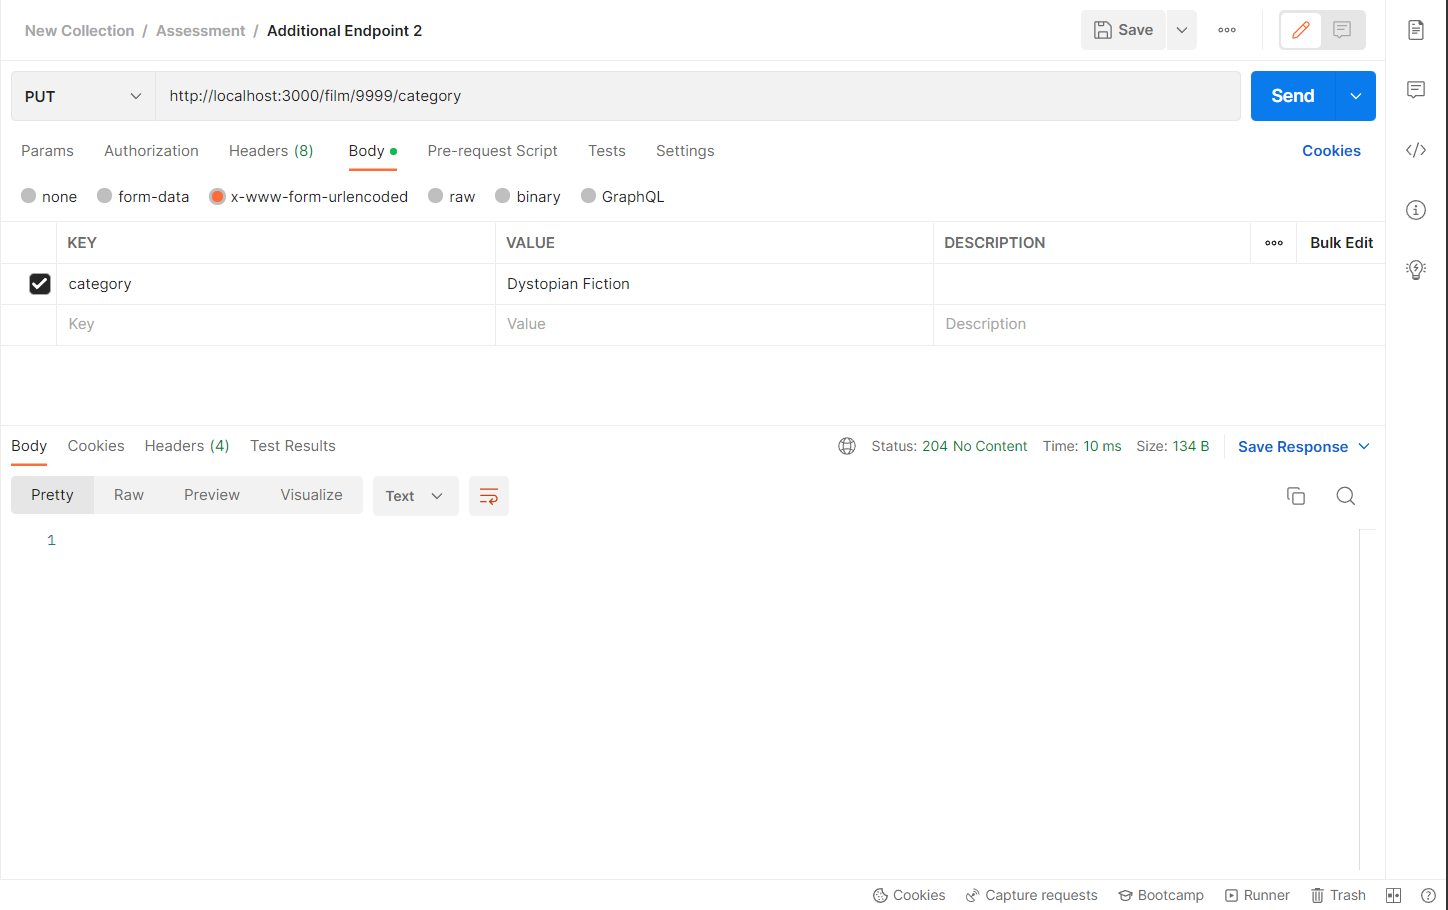 New Collection / Assessment / Additional Endpoint 2
Save
PUT
http://localhost:3000/film/9999/category
Send
Params Authorization Headers (8) Body Pre-request Script Tests Settings Cookies
none form-data x-www-form-urlencoded raw binary GraphQL
KEY VALUE DESCRIPTION Bulk Edit
category Dystopian Fiction
Key Value Description
Body Cookies Headers (4) Test Results Status: 204 No Content Time: 10 ms Size: 134 B Save Response
Pretty Raw Preview Visualize Text
1
Cookies Capture requests Bootcamp Runner Trash